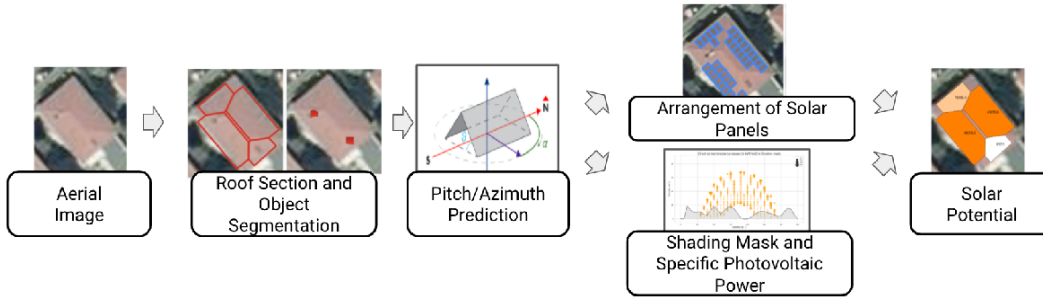 Aerial
Image
Roof Section and
Object
Segmentation
N
S
α
Pitch/Azimuth
Prediction
Arrangement of Solar
Panels
Shading Mask and
Specific Photovoltaic
Power
Solar
Potential